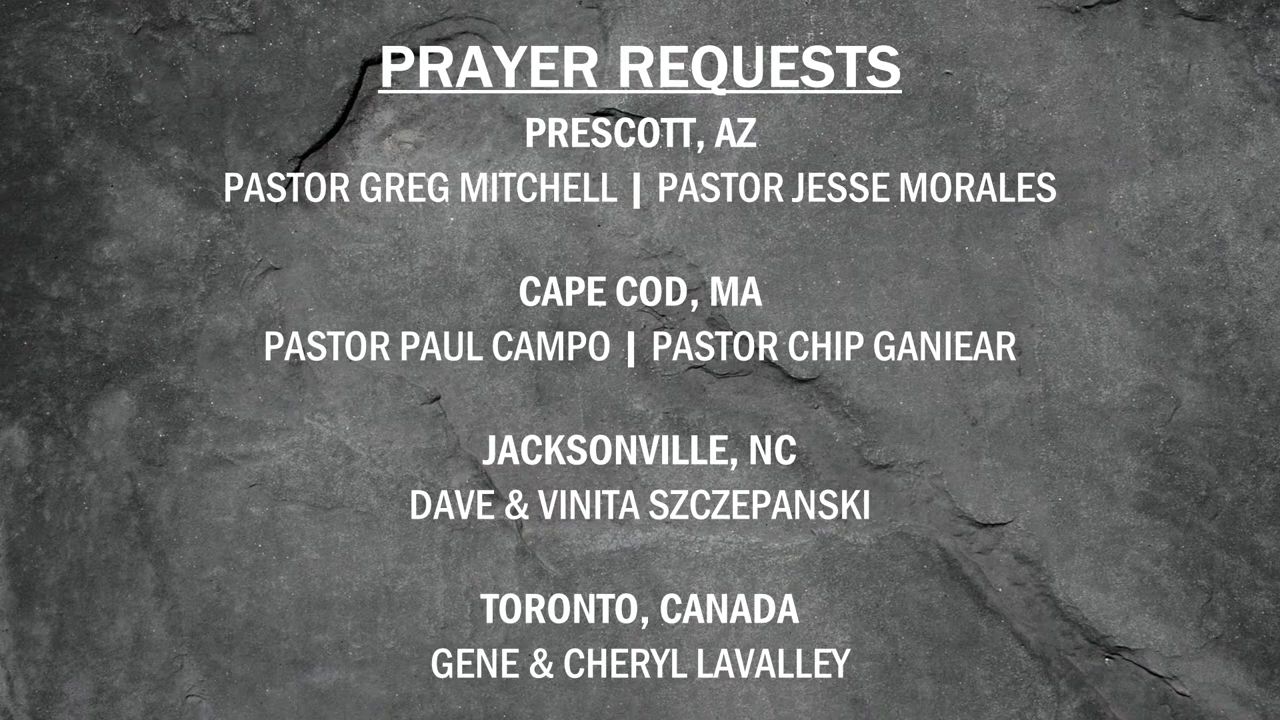 PRAYER REQUESTS
PRESCOTT, AZ
PASTOR GREG MITCHELL | PASTOR JESSE MORALES
CAPE COD, MA
PASTOR PAUL CAMPO | PASTOR CHIP GANIEAR
JACKSONVILLE, NC
DAVE & VINITA SZCZEPANSKI
TORONTO, CANADA
GENE & CHERYL LAVALLEY